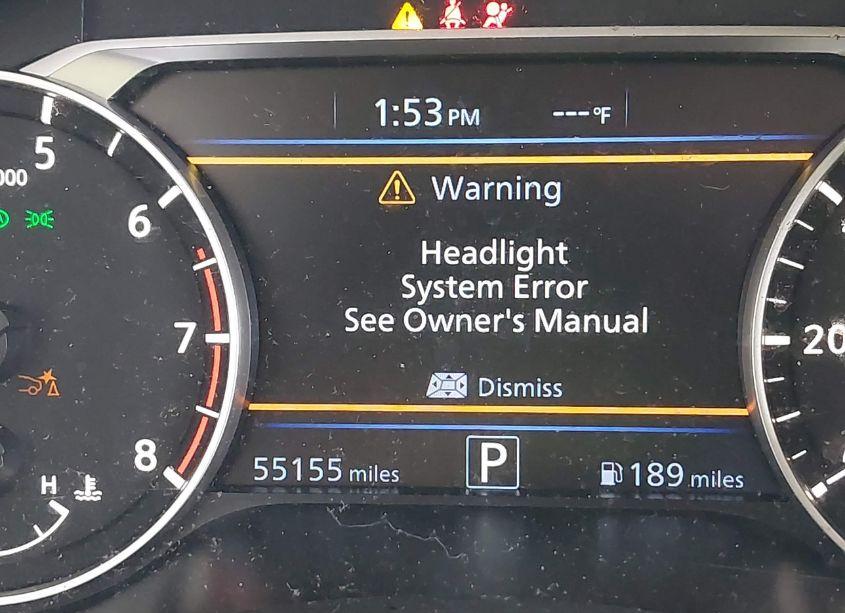 1:53 PM ---°F
5
000
6
Warning
Headlight
System Error
See Owner's Manual
7
20
Dismiss
8
H
55155 miles P 189 miles